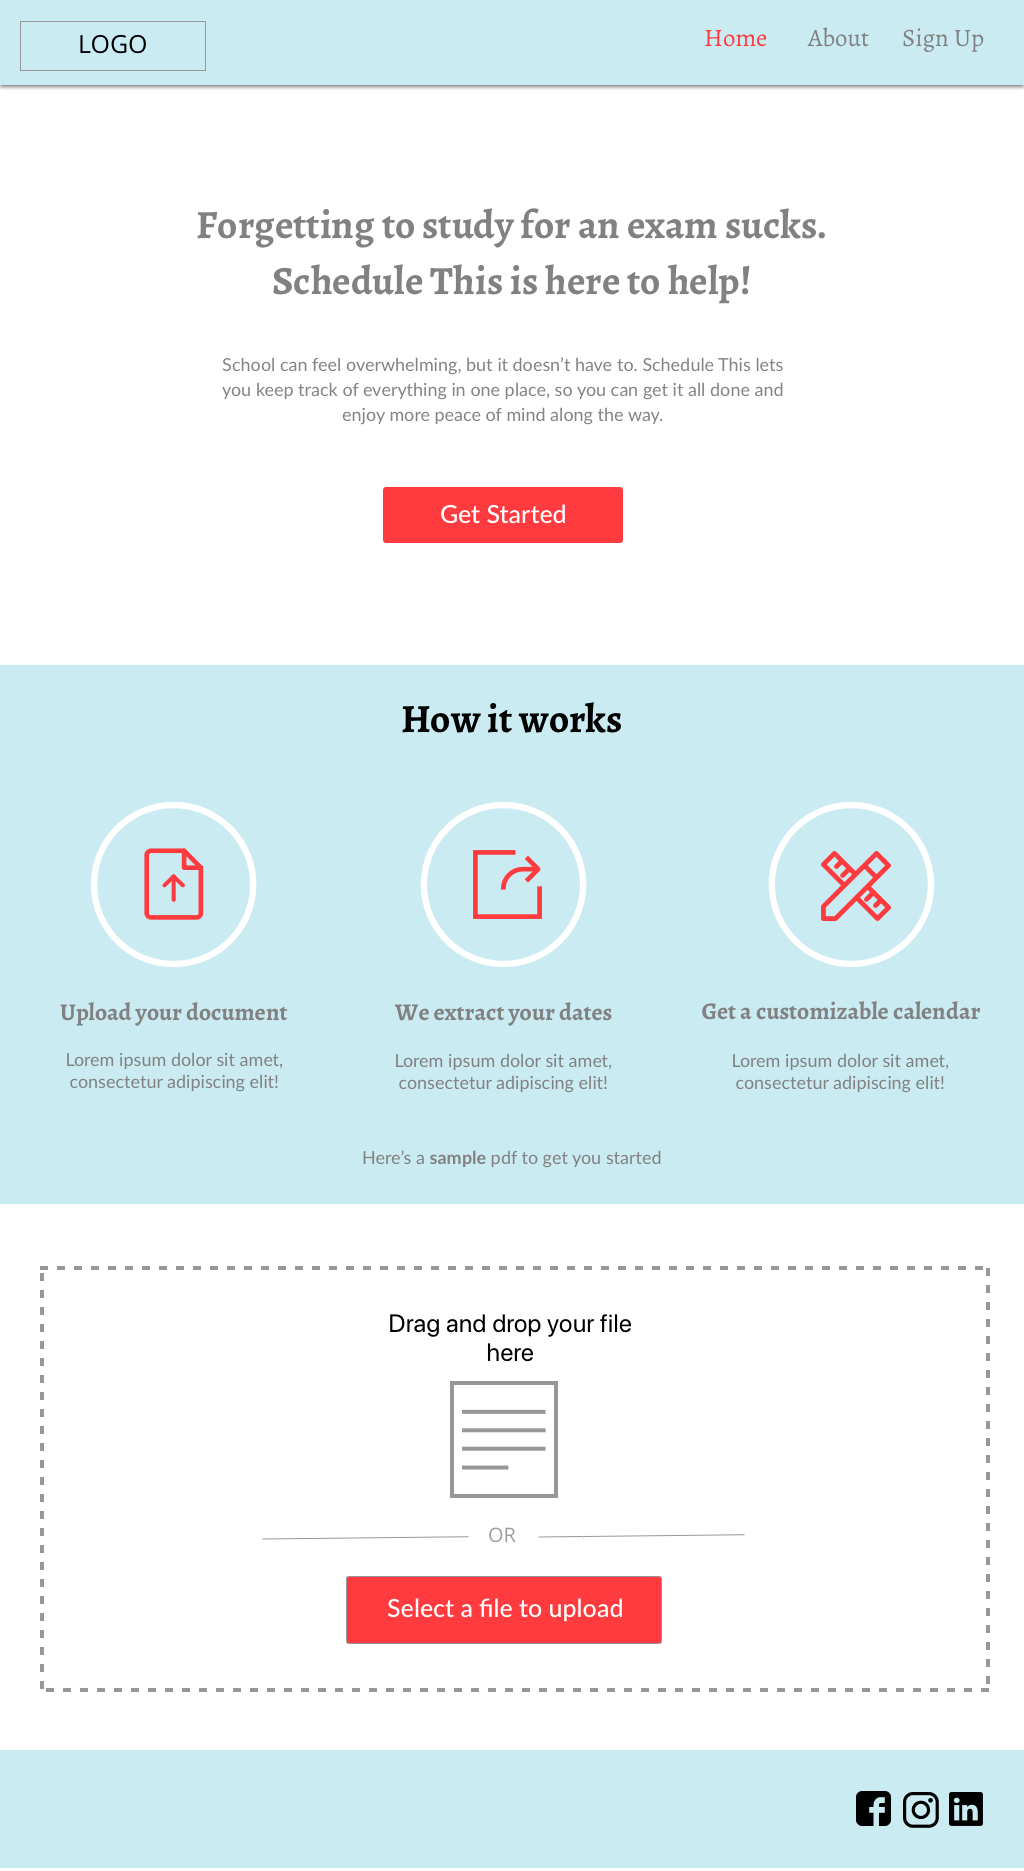 LOGO
Home
About
Sign Up
Forgetting to study for an exam sucks.
Schedule This is here to help!
School can feel overwhelming, but it doesn’t have to. Schedule This lets
you keep track of everything in one place, so you can get it all done and
enjoy more peace of mind along the way.
Get Started
How it works
Upload your document
Lorem ipsum dolor sit amet,
consectetur adipiscing elit!
We extract your dates
Lorem ipsum dolor sit amet,
consectetur adipiscing elit!
Get a customizable calendar
Lorem ipsum dolor sit amet,
consectetur adipiscing elit!
Here’s a sample pdf to get you started
Drag and drop your file
here
OR
Select a file to upload